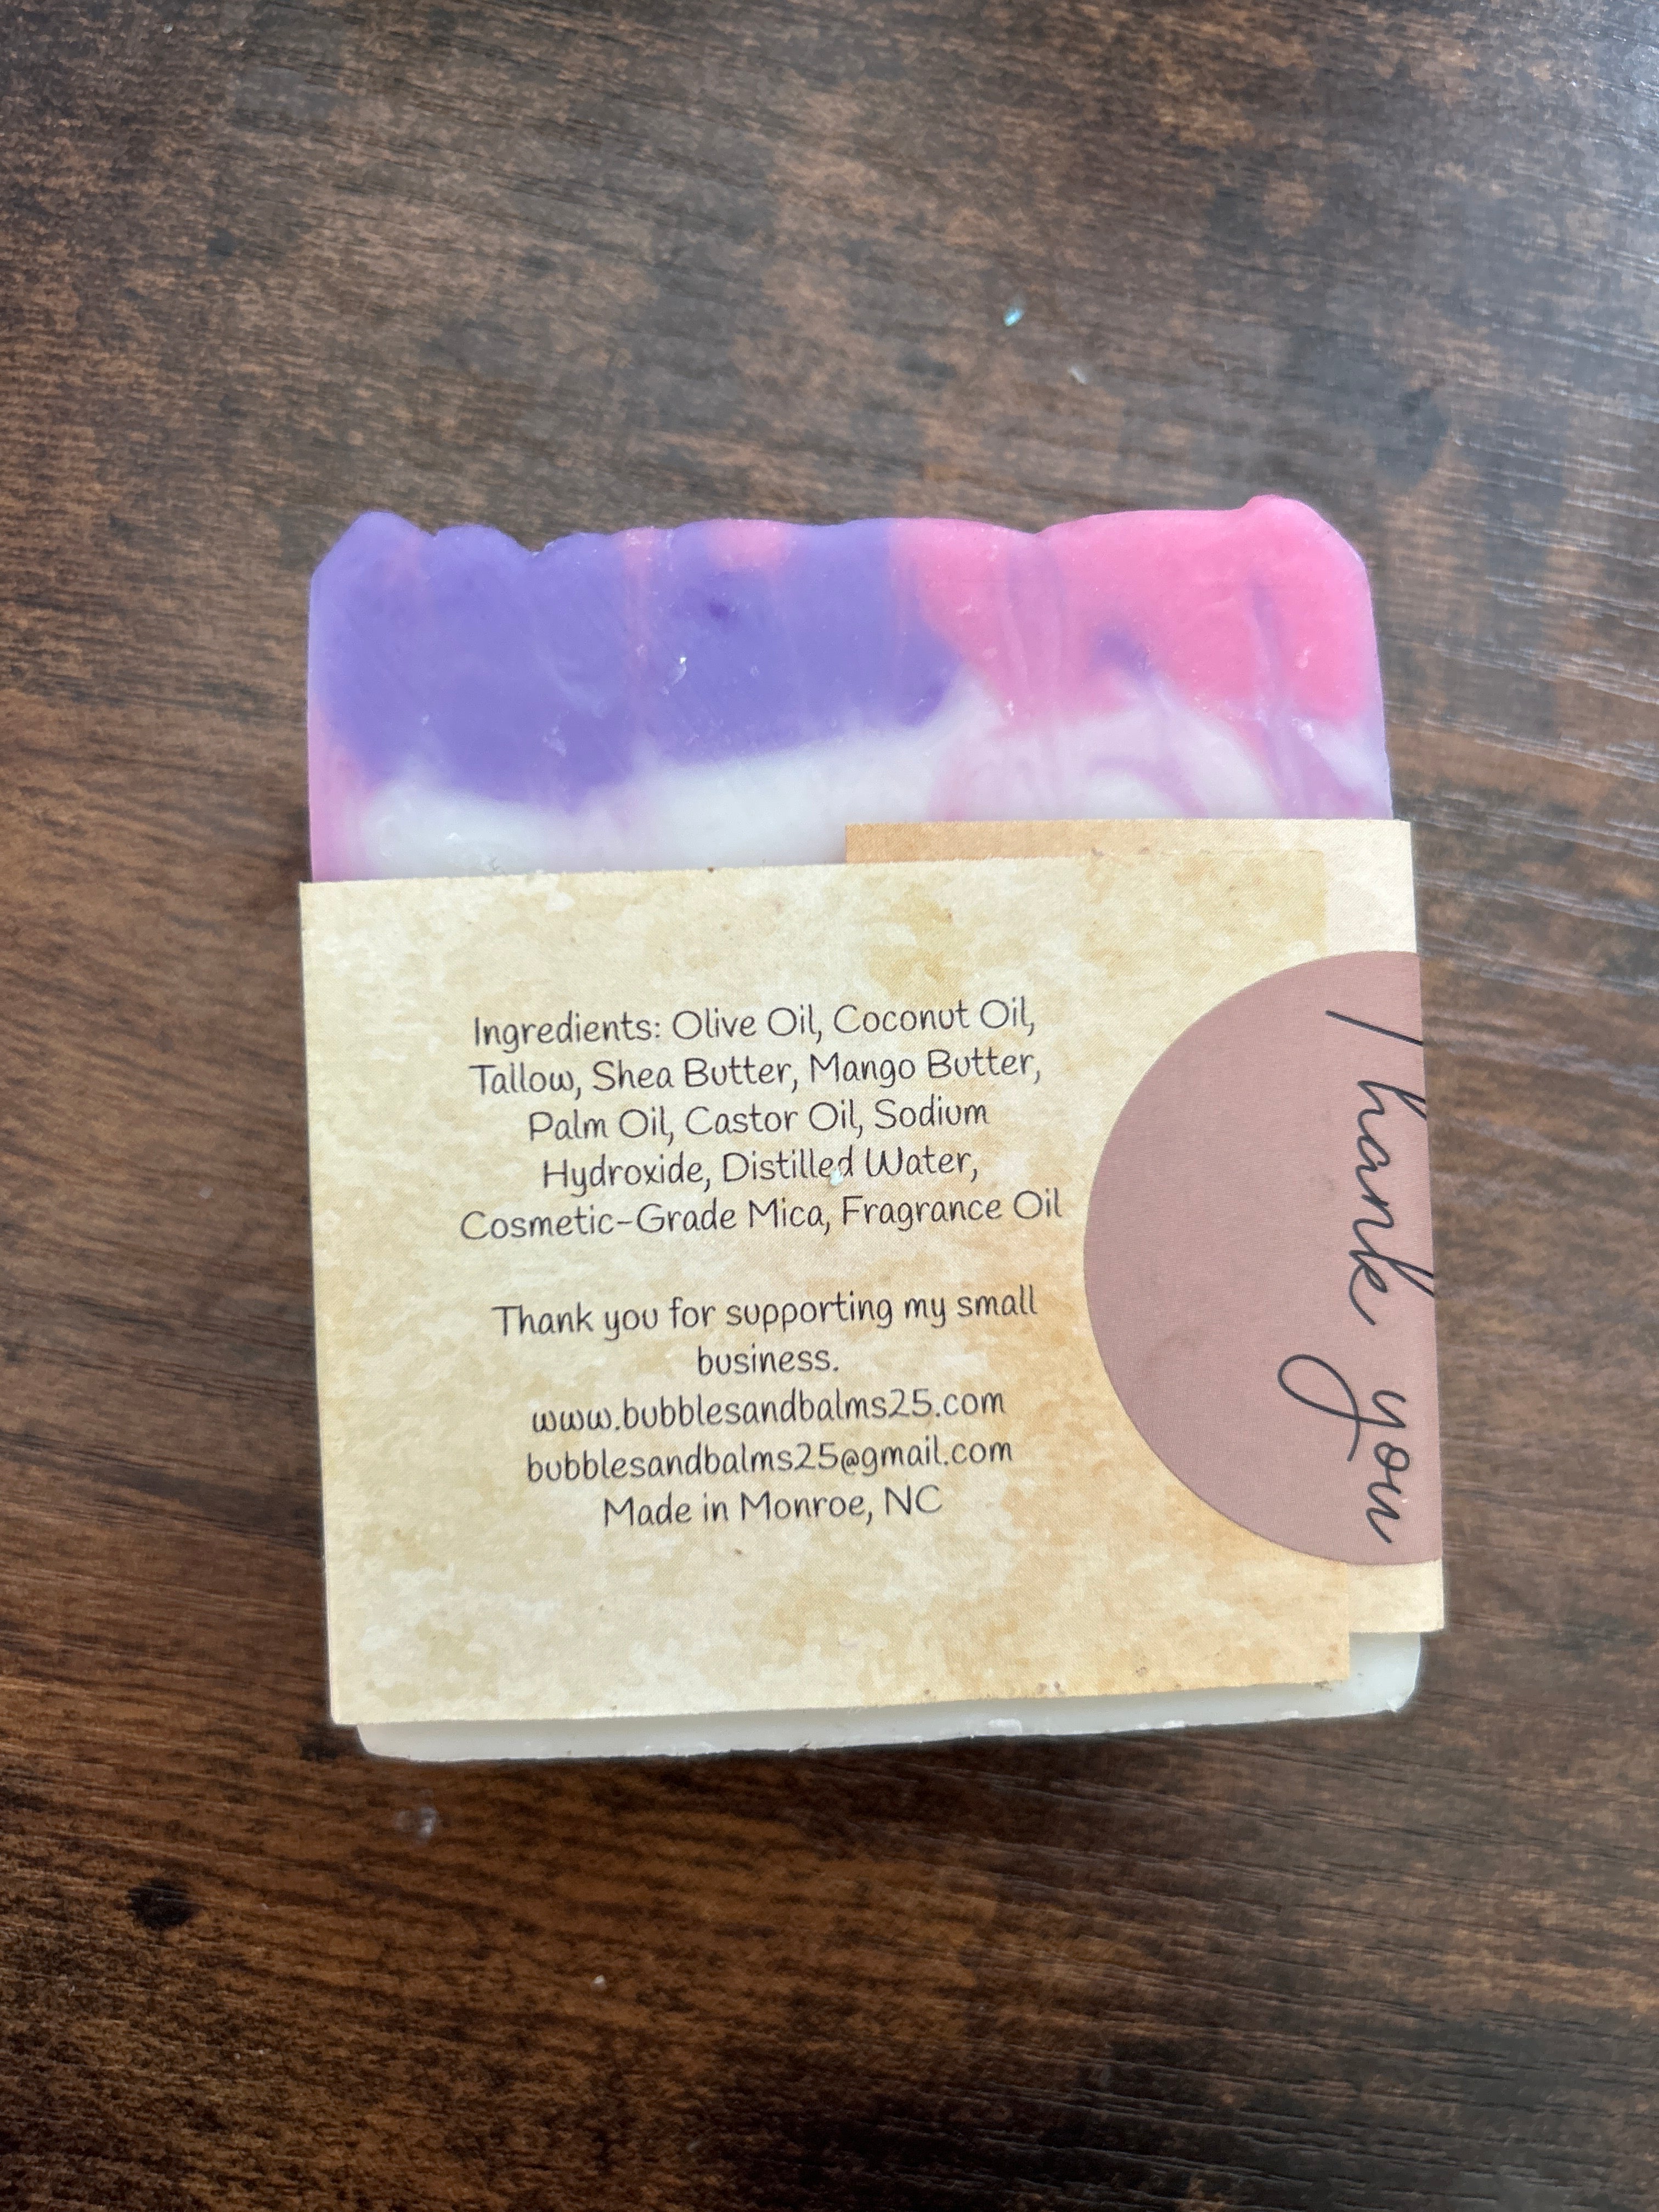 Ingredients: Olive Oil, Coconut Oil,
Tallow, Shea Butter, Mango Butter,
Palm Oil, Castor Oil, Sodium
Hydroxide, Distilled Water,
Cosmetic-Grade Mica, Fragrance Oil
Thank you for supporting my small
business.
www.bubblesandbalms25.com
bubblesandbalms25@gmail.com
Made in Monroe, NC
Thank you